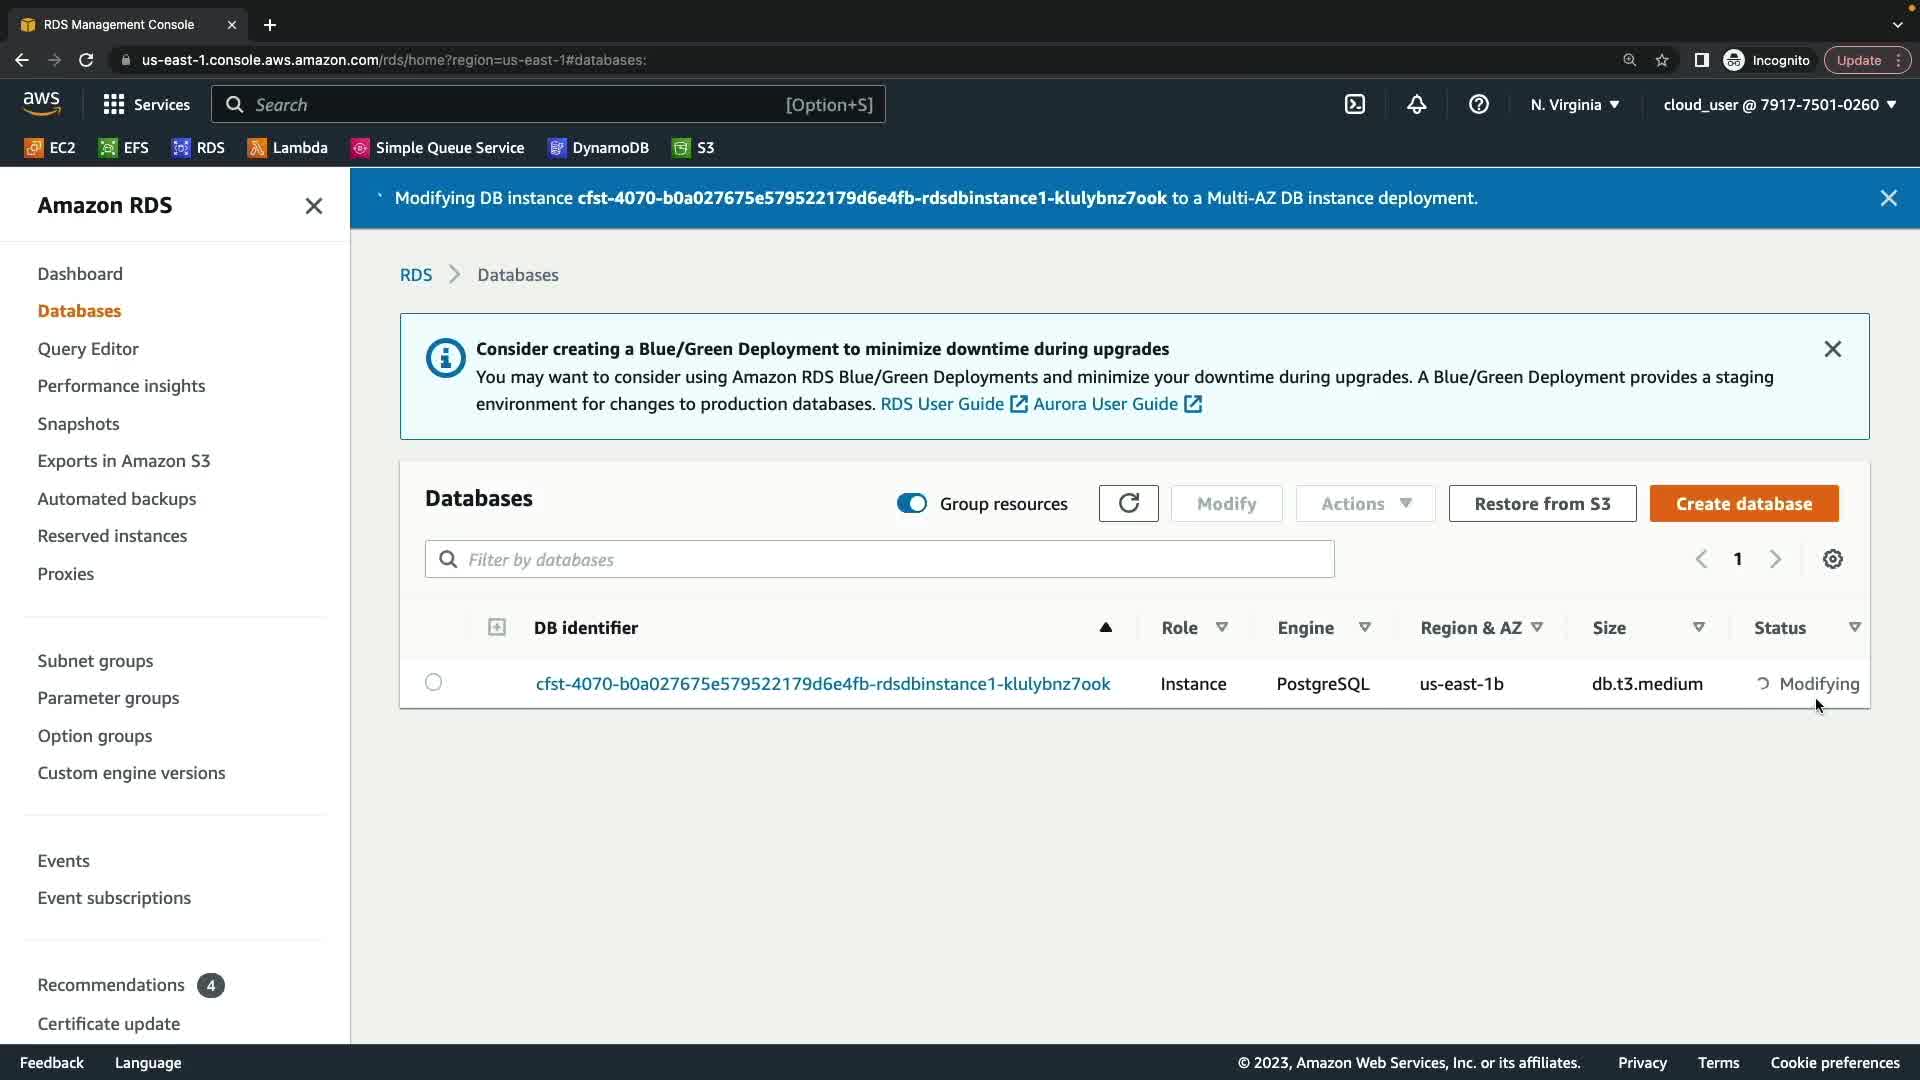 RDS Management Console
us-east-1.console.aws.amazon.com/rds/home?region=us-east-1#databases:
Incognito
Update
aws
Services
Search
[Option+S]
N. Virginia
cloud_user @ 7917-7501-0260
EC2
EFS
RDS
Lambda
Simple Queue Service
DynamoDB
S3
Amazon RDS
Dashboard
Databases
Query Editor
Performance insights
Snapshots
Exports in Amazon S3
Automated backups
Reserved instances
Proxies
Subnet groups
Parameter groups
Option groups
Custom engine versions
Events
Event subscriptions
Recommendations 4
Certificate update
Modifying DB instance cfst-4070-b0a027675e579522179d6e4fb-rdsdbinstance1-klulybnz7ook to a Multi-AZ DB instance deployment.
RDS
Databases
Consider creating a Blue/Green Deployment to minimize downtime during upgrades
You may want to consider using Amazon RDS Blue/Green Deployments and minimize your downtime during upgrades. A Blue/Green Deployment provides a staging
environment for changes to production databases. RDS User Guide Aurora User Guide
Databases
Group resources
Modify
Actions
Restore from S3
Create database
Filter by databases
1
DB identifier
Role
Engine
Region & AZ
Size
Status
cfst-4070-b0a027675e579522179d6e4fb-rdsdbinstance1-klulybnz7ook
Instance
PostgreSQL
us-east-1b
db.t3.medium
Modifying
Feedback
Language
© 2023, Amazon Web Services, Inc. or its affiliates.
Privacy
Terms
Cookie preferences